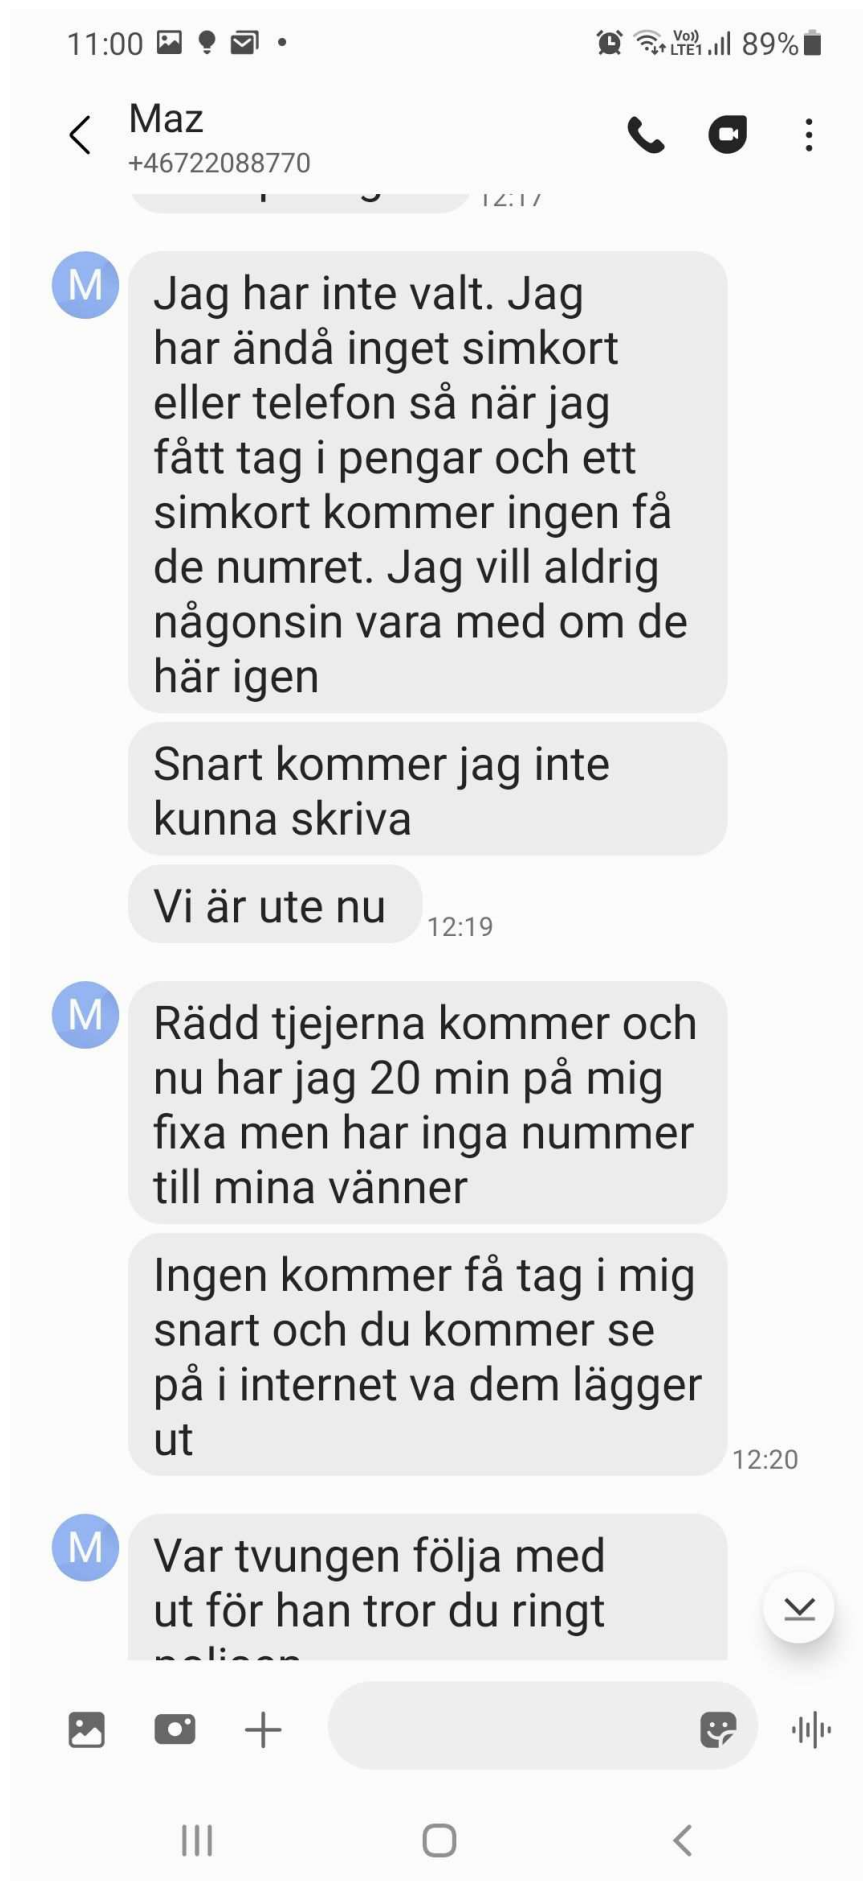 11:00
Vo))
LTE1
89%
Maz
+46722088770
12:17
M
Jag har inte valt. Jag
har ändå inget simkort
eller telefon så när jag
fått tag i pengar och ett
simkort kommer ingen få
de numret. Jag vill aldrig
någonsin vara med om de
här igen
Snart kommer jag inte
kunna skriva
Vi är ute nu
12:19
M
Rädd tjejerna kommer och
nu har jag 20 min på mig
fixa men har inga nummer
till mina vänner
Ingen kommer få tag i mig
snart och du kommer se
på i internet va dem lägger
ut
12:20
M
Var tvungen följa med
ut för han tror du ringt